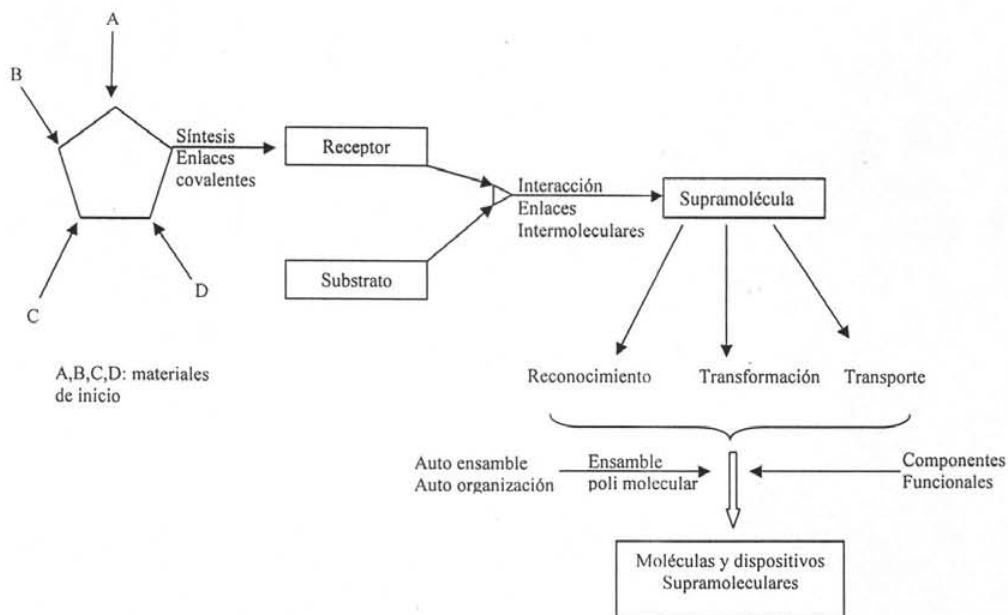 A
B
Síntesis
Enlaces
covalentes
Receptor
Interacción
Enlaces
Intermoleculares
Supramolécula
Substrato
D
C
A,B,C,D: materiales
de inicio
Reconocimiento
Transformación
Transporte
Auto ensamble
Auto organización
Ensamble
poli molecular
Componentes
Funcionales
Moléculas y dispositivos
Supramoleculares